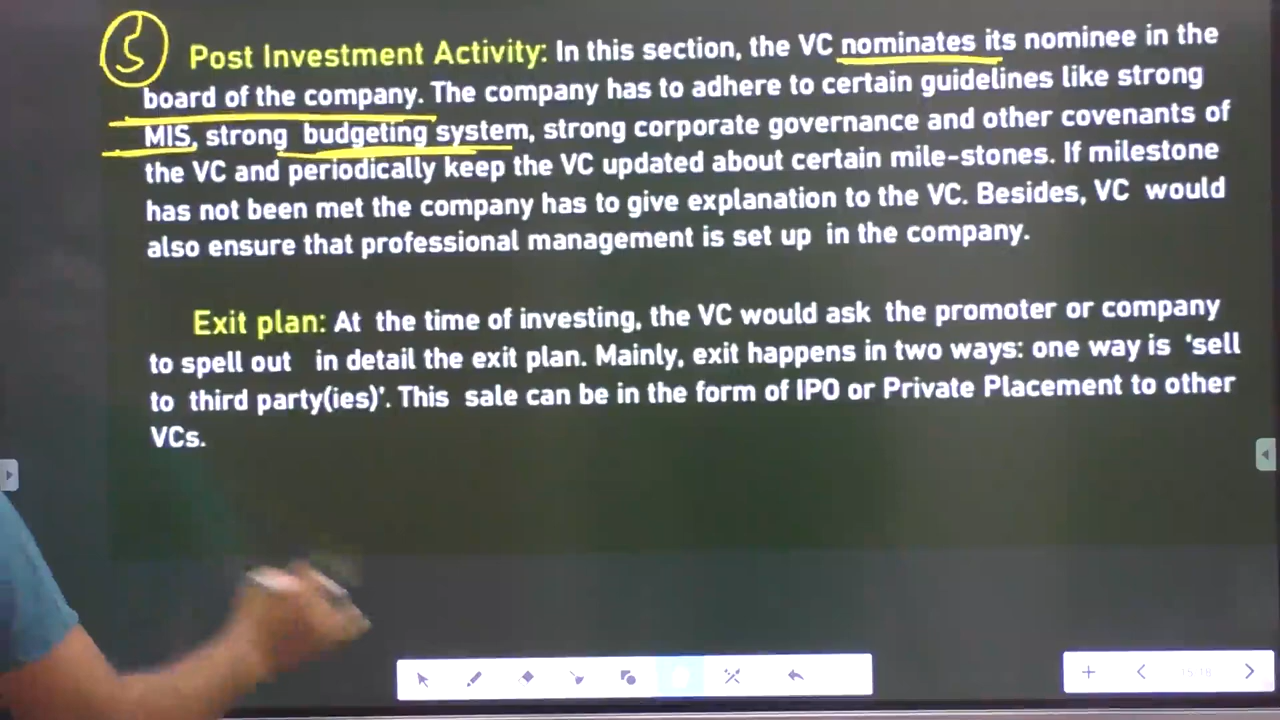 5 Post Investment Activity: In this section, the VC nominates its nominee in the
board of the company. The company has to adhere to certain guidelines like strong
MIS, strong budgeting system, strong corporate governance and other covenants of
the VC and periodically keep the VC updated about certain mile-stones. If milestone
has not been met the company has to give explanation to the VC. Besides, VC would
also ensure that professional management is set up in the company.
Exit plan: At the time of investing, the VC would ask the promoter or company
to spell out in detail the exit plan. Mainly, exit happens in two ways: one way is 'sell
to third party(ies)'. This sale can be in the form of IPO or Private Placement to other
VCs.